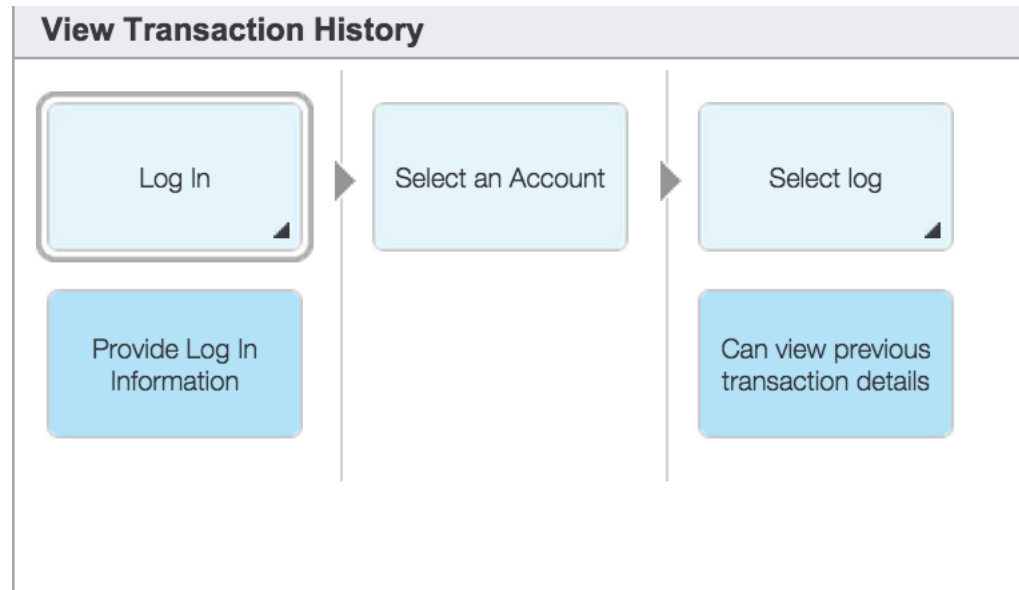 View Transaction History
Log In
Select an Account
Select log
Provide Log In
Information
Can view previous
transaction details